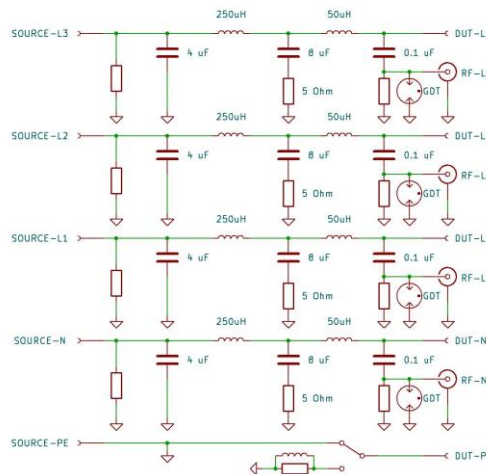 250uH 50uH
SOURCE-L3 DUT-L
4 uF 8 uF 0.1 uF
RF-L
5 Ohm GDT
250uH 50uH
SOURCE-L2 DUT-L
4 uF 8 uF 0.1 uF
RF-L
5 Ohm GDT
250uH 50uH
SOURCE-L1 DUT-L
4 uF 8 uF 0.1 uF
RF-L
5 Ohm GDT
250uH 50uH
SOURCE-N DUT-N
4 uF 8 uF 0.1 uF
RF-N
5 Ohm GDT
SOURCE-PE
DUT-P